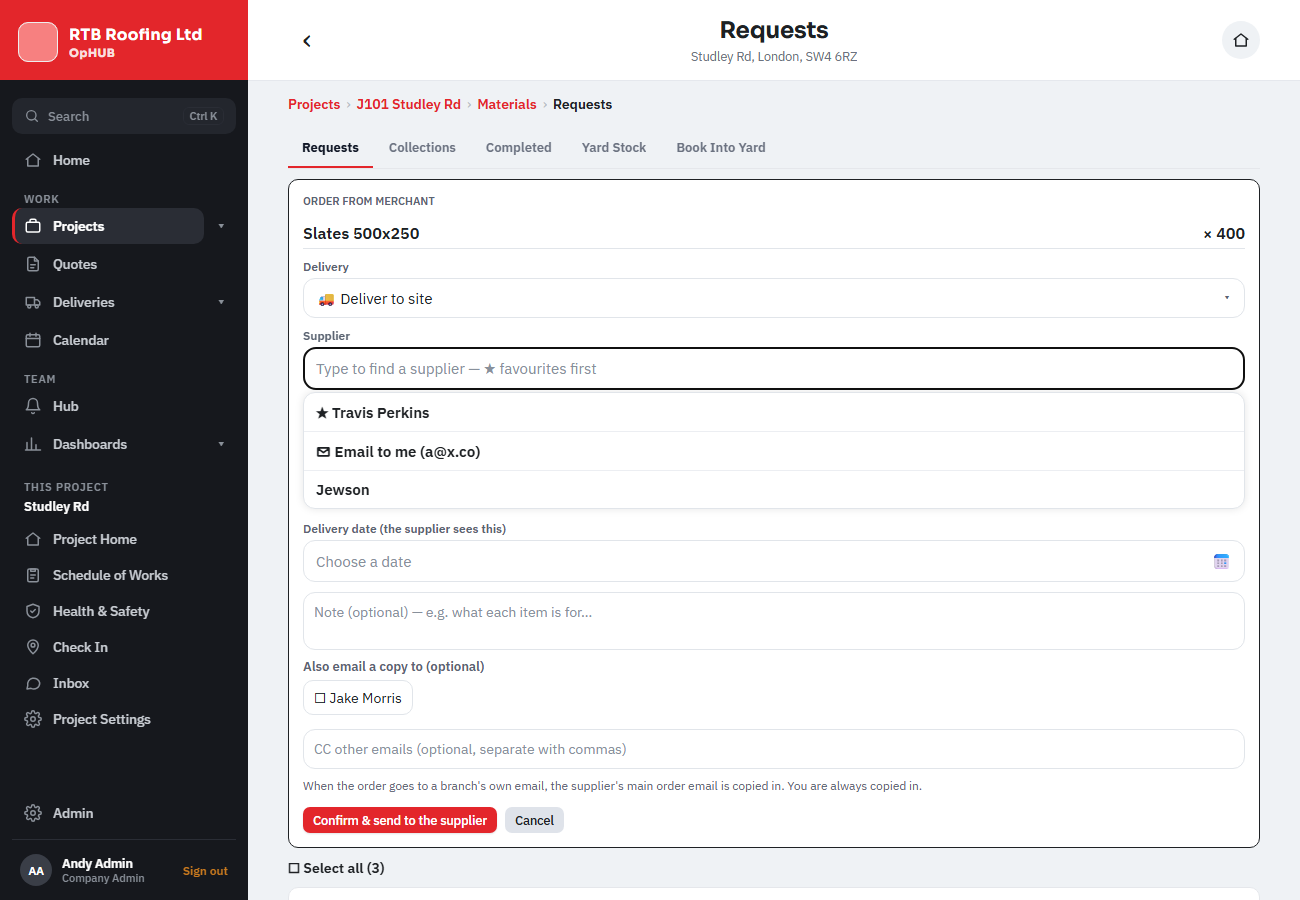 RTB Roofing Ltd
OpHUB
Search
Ctrl K
Home
WORK
Projects
Quotes
Deliveries
Calendar
TEAM
Hub
Dashboards
THIS PROJECT
Studley Rd
Project Home
Schedule of Works
Health & Safety
Check In
Inbox
Project Settings
Admin
AA
Andy Admin
Company Admin
Sign out
Requests
Studley Rd, London, SW4 6RZ
Projects › J101 Studley Rd › Materials › Requests
Requests
Collections
Completed
Yard Stock
Book Into Yard
ORDER FROM MERCHANT
Slates 500x250
× 400
Delivery
🚚 Deliver to site
Supplier
Type to find a supplier — ★ favourites first
★ Travis Perkins
✉ Email to me (a@x.co)
Jewson
Delivery date (the supplier sees this)
Choose a date
Note (optional) — e.g. what each item is for...
Also email a copy to (optional)
☐ Jake Morris
CC other emails (optional, separate with commas)
When the order goes to a branch's own email, the supplier's main order email is copied in. You are always copied in.
Confirm & send to the supplier
Cancel
☐ Select all (3)